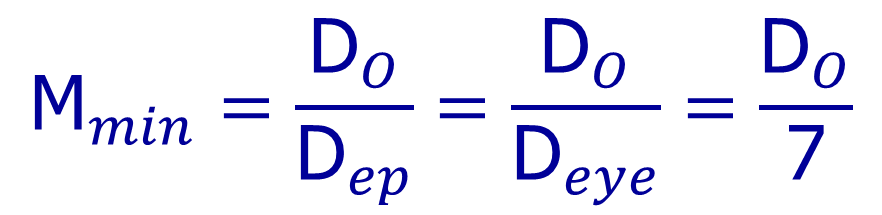 M_min = D_O/D_ep = D_O/D_eye = D_O/7